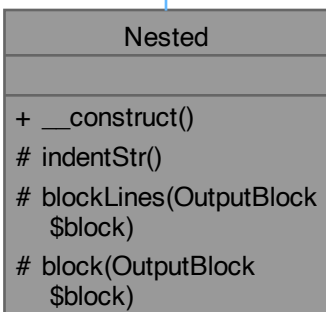 Nested
+ __construct()
# indentStr()
# blockLines(OutputBlock
$block)
# block(OutputBlock
$block)